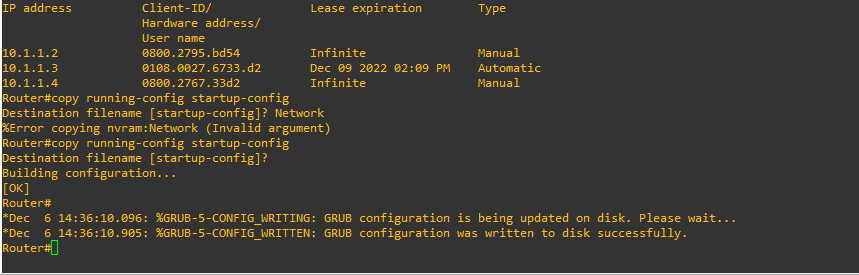 IP address          Client-ID/              Lease expiration        Type
                    Hardware address/
                    User name
10.1.1.2            0800.2795.bd54          Infinite                Manual
10.1.1.3            0108.0027.6733.d2       Dec 09 2022 02:09 PM    Automatic
10.1.1.4            0800.2767.33d2          Infinite                Manual
Router#copy running-config startup-config
Destination filename [startup-config]? Network
%Error copying nvram:Network (Invalid argument)
Router#copy running-config startup-config
Destination filename [startup-config]?
Building configuration...
[OK]
Router#
*Dec  6 14:36:10.096: %GRUB-5-CONFIG_WRITING: GRUB configuration is being updated on disk. Please wait...
*Dec  6 14:36:10.905: %GRUB-5-CONFIG_WRITTEN: GRUB configuration was written to disk successfully.
Router#